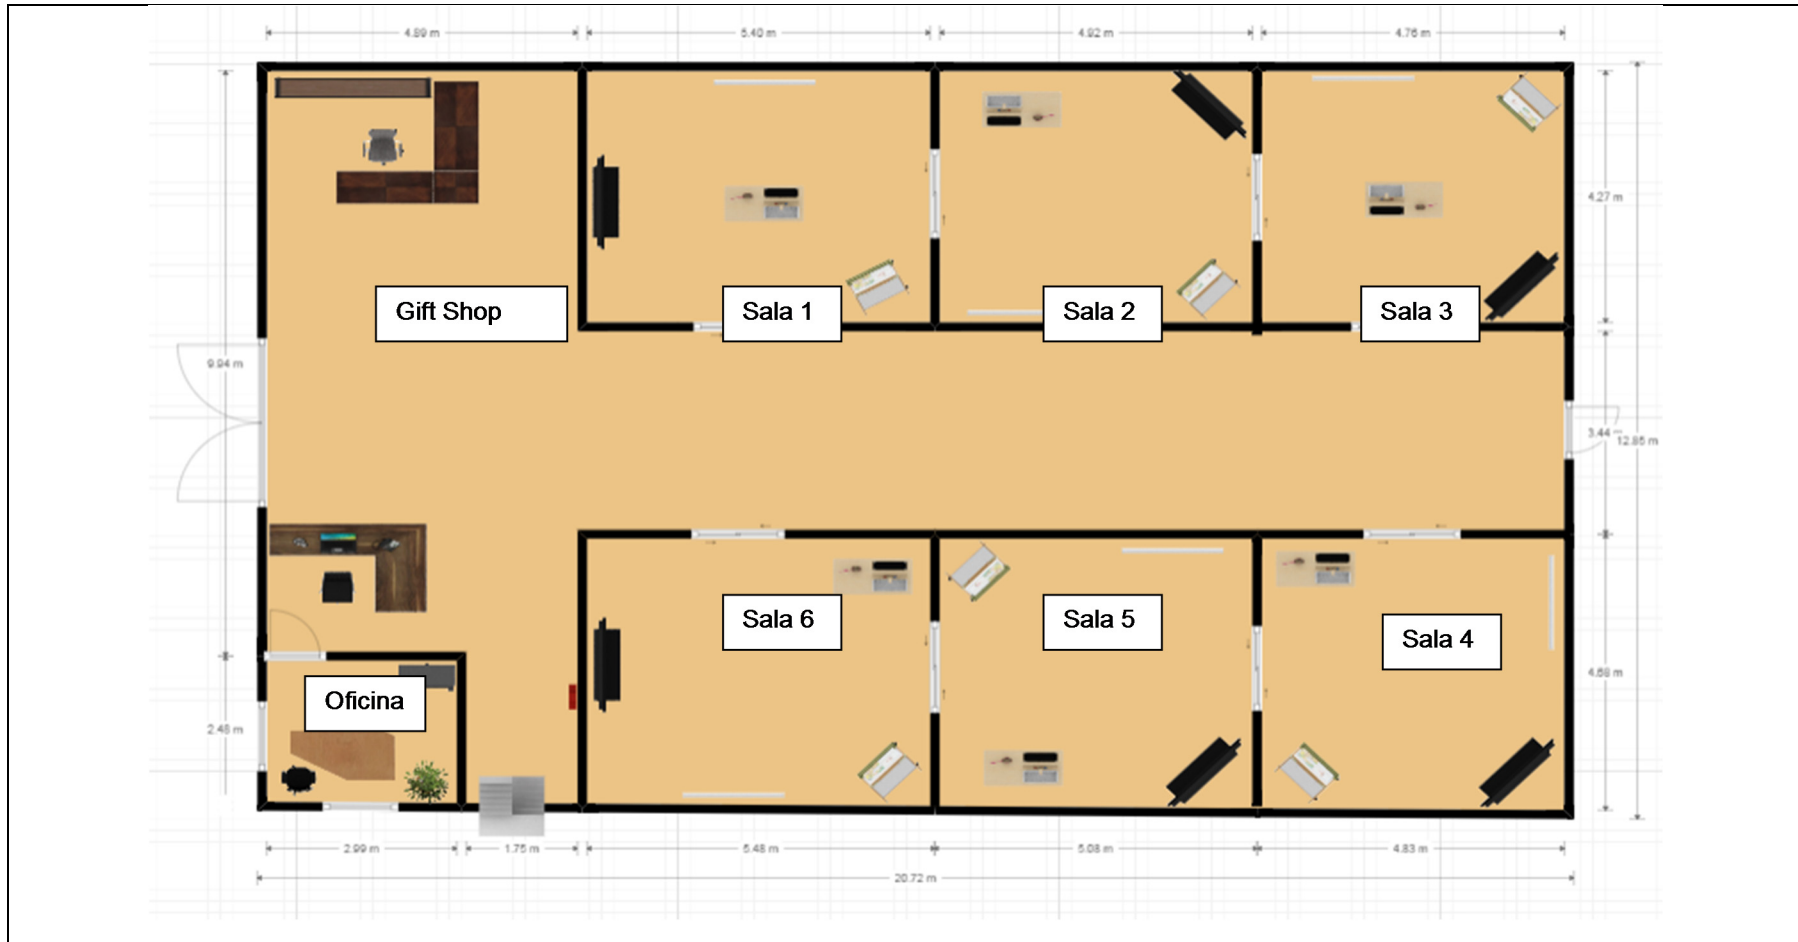 4.89 m
5.40 m
4.92 m
4.76 m
4.27 m
Gift Shop
Sala 1
Sala 2
Sala 3
9.94 m
3.44 m
12.85 m
Sala 6
Sala 5
Sala 4
4.58 m
Oficina
2.45 m
2.99 m
1.75 m
5.48 m
5.08 m
4.83 m
20.72 m